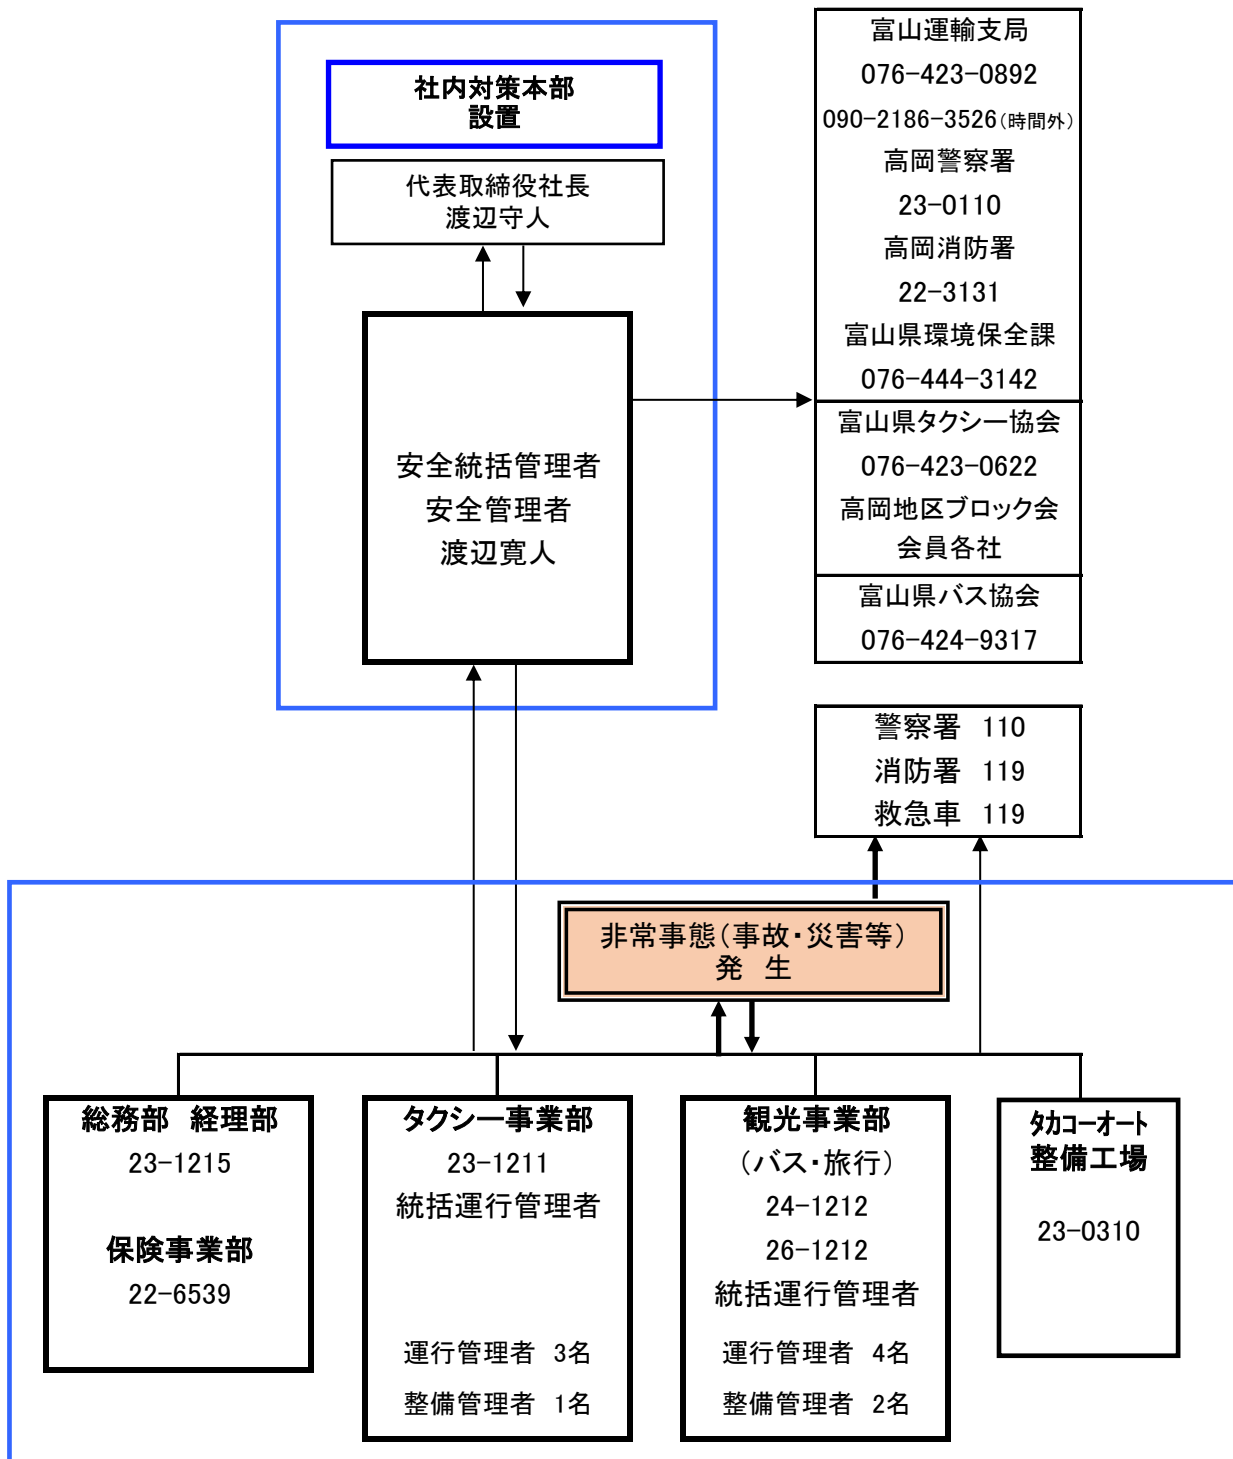 社内対策本部
設置
代表取締役社長
渡辺守人
安全統括管理者
安全管理者
渡辺寛人
富山運輸支局
076-423-0892
090-2186-3526(時間外)
高岡警察署
23-0110
高岡消防署
22-3131
富山県環境保全課
076-444-3142
富山県タクシー協会
076-423-0622
高岡地区ブロック会
会員各社
富山県バス協会
076-424-9317
警察署 110
消防署 119
救急車 119
非常事態(事故・災害等)
発 生
総務部 経理部
23-1215
保険事業部
22-6539
タクシー事業部
23-1211
統括運行管理者
運行管理者 3名
整備管理者 1名
観光事業部
(バス・旅行)
24-1212
26-1212
統括運行管理者
運行管理者 4名
整備管理者 2名
ﾀｶコーオート
整備工場
23-0310